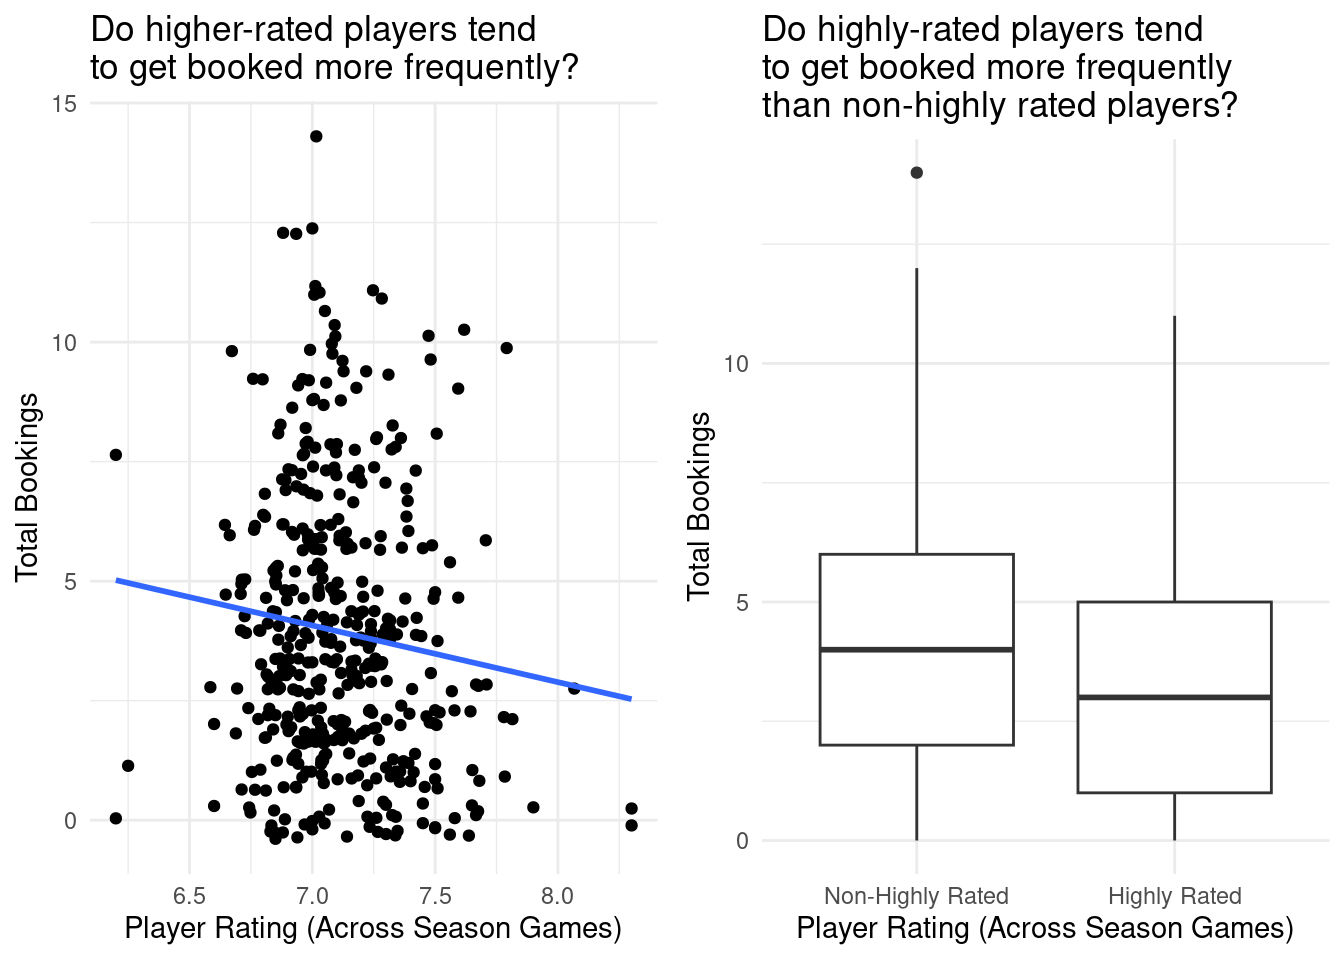 Do higher-rated players tend
to get booked more frequently?
15
10
5
0
Total Bookings
6.5
7.0
7.5
8.0
Player Rating (Across Season Games)
Do highly-rated players tend
to get booked more frequently
than non-highly rated players?
10
5
0
Total Bookings
Non-Highly Rated
Highly Rated
Player Rating (Across Season Games)